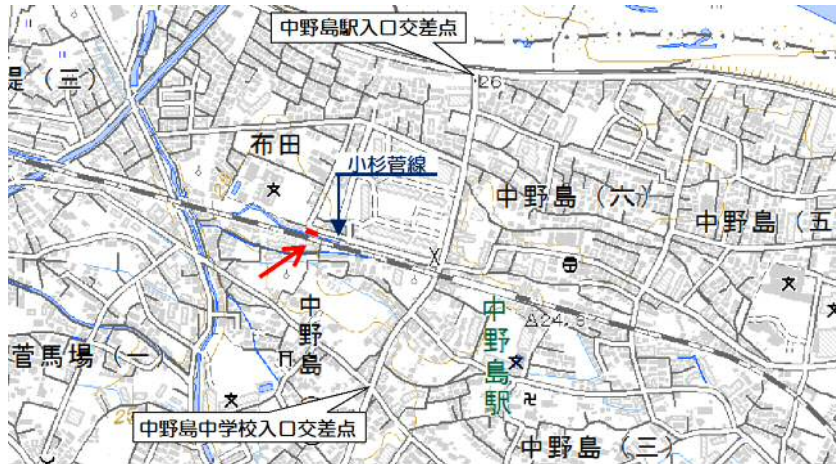 中野島駅入口交差点
26
堤（三）
布田
小杉菅線
中野島（六）
中野島（五
中野島
中野島駅
24.9
菅馬場（一）
中野島中学校入口交差点
中野島（三）